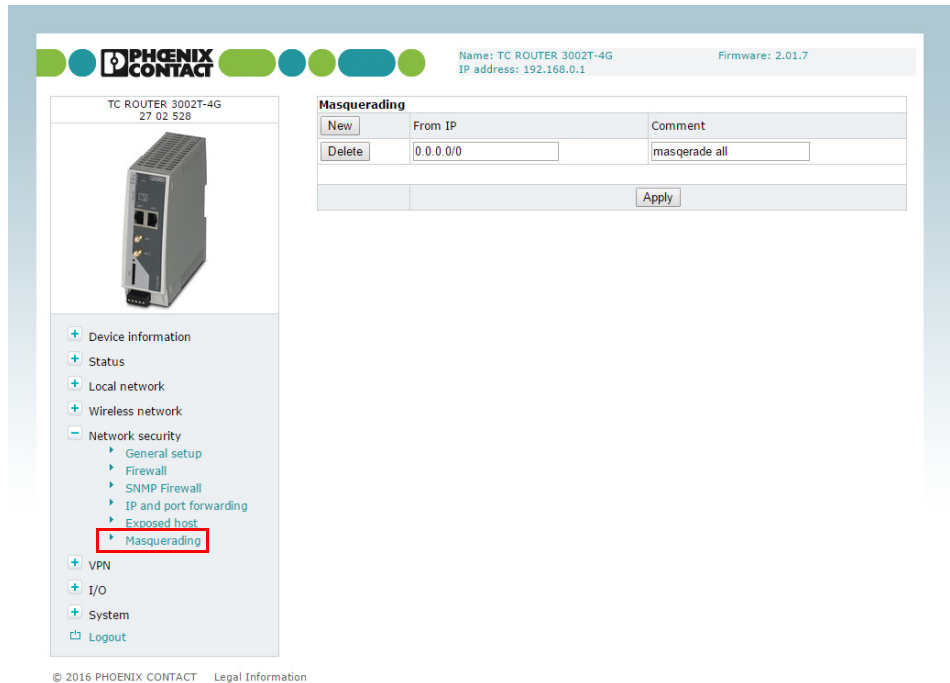 PHŒNIX
CONTACT
Name: TC ROUTER 3002T-4G
Firmware: 2.01.7
IP address: 192.168.0.1
TC ROUTER 3002T-4G
27 02 528
Masquerading
New From IP Comment
Delete 0.0.0.0/0 masqerade all
Apply
Device information
Status
Local network
Wireless network
Network security
General setup
Firewall
SNMP Firewall
IP and port forwarding
Exposed host
Masquerading
VPN
I/O
System
Logout
© 2016 PHOENIX CONTACT Legal Information